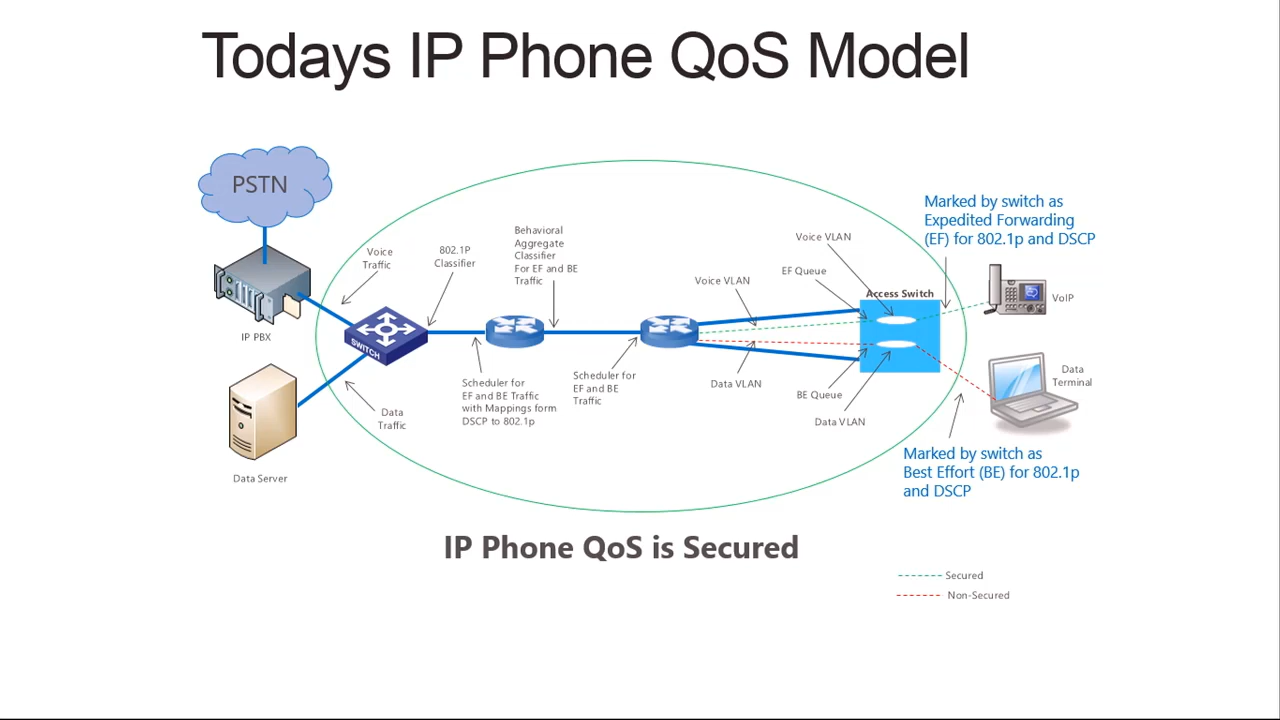 Todays IP Phone QoS Model
PSTN
IP PBX
Data Server
Voice
Traffic
SWITCH
Data
Traffic
802.1P
Classifier
Behavioral
Aggregate
Classifier
For EF and BE
Traffic
Scheduler for
EF and BE Traffic
with Mappings form
DSCP to 802.1p
Scheduler for
EF and BE
Traffic
Voice VLAN
Data VLAN
Voice VLAN
EF Queue
Access Switch
BE Queue
Data VLAN
Marked by switch as
Expedited Forwarding
(EF) for 802.1p and DSCP
VoIP
Data
Terminal
Marked by switch as
Best Effort (BE) for 802.1p
and DSCP
IP Phone QoS is Secured
Secured
Non-Secured